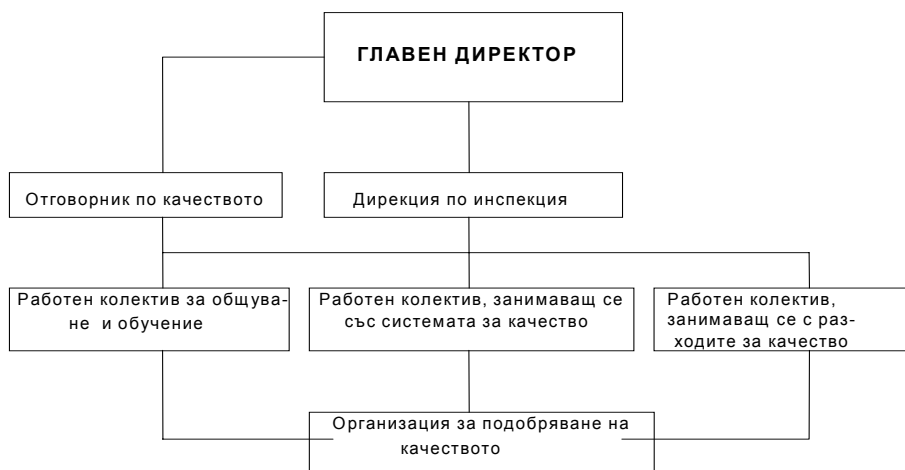 ГЛАВЕН ДИРЕКТОР
Отговорник по качеството
Дирекция по инспекция
Работен колектив за общува-
не и обучение
Работен колектив, занимаващ се
със системата за качество
Работен колектив,
занимаващ се с раз-
ходите за качество
Организация за подобряване на
качеството